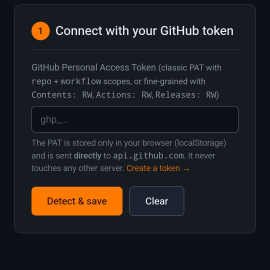 1 Connect with your GitHub token
GitHub Personal Access Token (classic PAT with
repo + workflow scopes, or fine-grained with
Contents: RW, Actions: RW, Releases: RW)
ghp_...
The PAT is stored only in your browser (localStorage)
and is sent directly to api.github.com. It never
touches any other server. Create a token →
Detect & save Clear